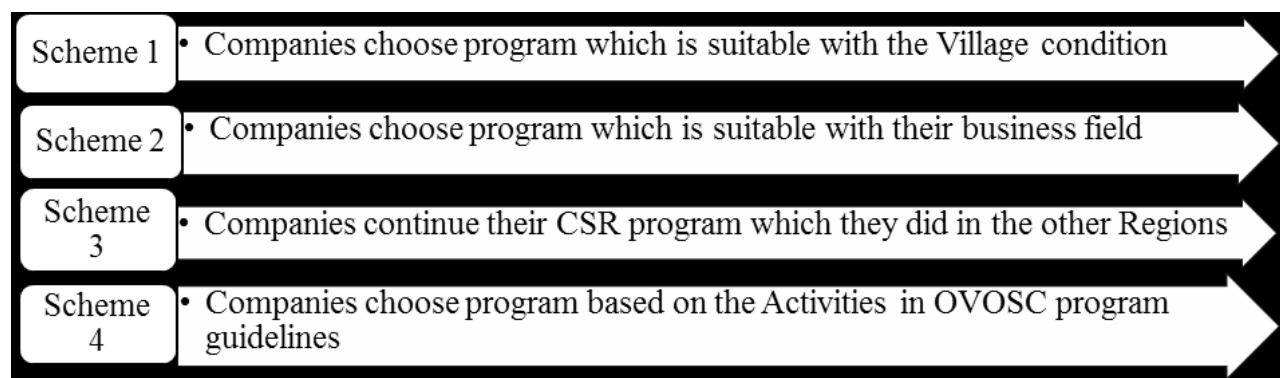 Scheme 1
• Companies choose program which is suitable with the Village condition
Scheme 2
• Companies choose program which is suitable with their business field
Scheme
3
• Companies continue their CSR program which they did in the other Regions
Scheme
4
• Companies choose program based on the Activities in OVOSC program
guidelines